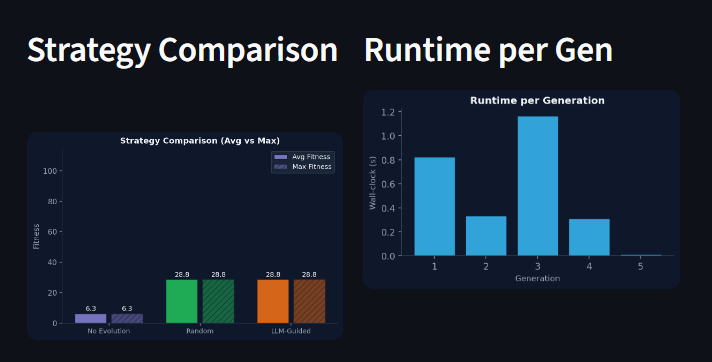 Strategy Comparison
Runtime per Gen
Strategy Comparison (Avg vs Max)
Avg Fitness
Max Fitness
Fitness
100
80
60
40
20
0
6.3 6.3
28.8 28.8
28.8 28.8
No Evolution Random LLM-Guided
Runtime per Generation
Wall-clock (s)
1.2
1.0
0.8
0.6
0.4
0.2
0.0
1 2 3 4 5
Generation